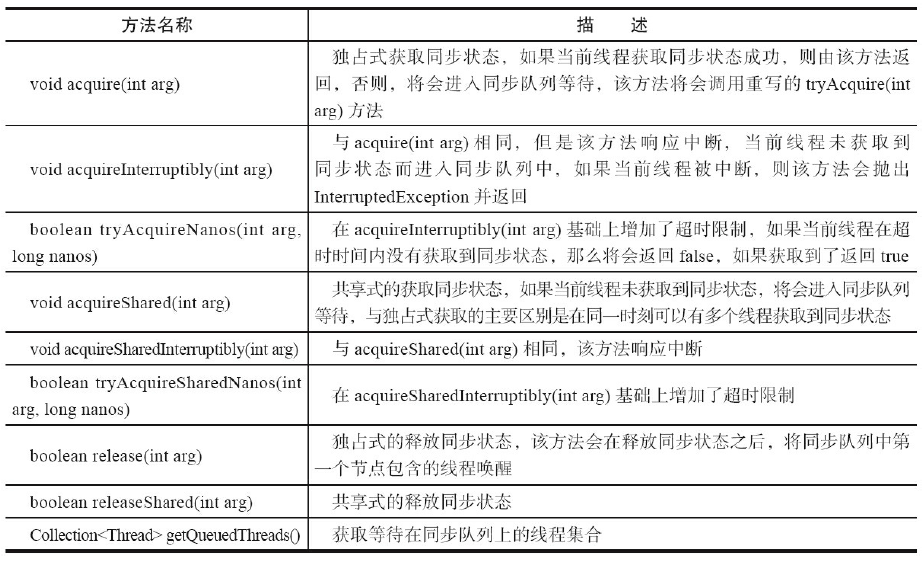 方法名称 描 述
void acquire(int arg)
独占式获取同步状态，如果当前线程获取同步状态成功，则由该方法返
回，否则，将会进入同步队列等待，该方法将会调用重写的 tryAcquire(int
arg) 方法
void acquireInterruptibly(int arg)
与 acquire(int arg) 相同，但是该方法响应中断，当前线程未获取到
同步状态而进入同步队列中，如果当前线程被中断，则该方法会抛出
InterruptedException 并返回
boolean tryAcquireNanos(int arg,
long nanos)
在 acquireInterruptibly(int arg) 基础上增加了超时限制，如果当前线程在超
时时间内没有获取到同步状态，那么将会返回 false，如果获取到了返回 true
void acquireShared(int arg)
共享式的获取同步状态，如果当前线程未获取到同步状态，将会进入同步队列
等待，与独占式获取的主要区别是在同一时刻可以有多个线程获取到同步状态
void acquireSharedInterruptibly(int arg)
与 acquireShared(int arg) 相同，该方法响应中断
boolean tryAcquireSharedNanos(int
arg, long nanos)
在 acquireSharedInterruptibly(int arg) 基础上增加了超时限制
boolean release(int arg)
独占式的释放同步状态，该方法会在释放同步状态之后，将同步队列中第
一个节点包含的线程唤醒
boolean releaseShared(int arg)
共享式的释放同步状态
Collection<Thread> getQueuedThreads()
获取等待在同步队列上的线程集合